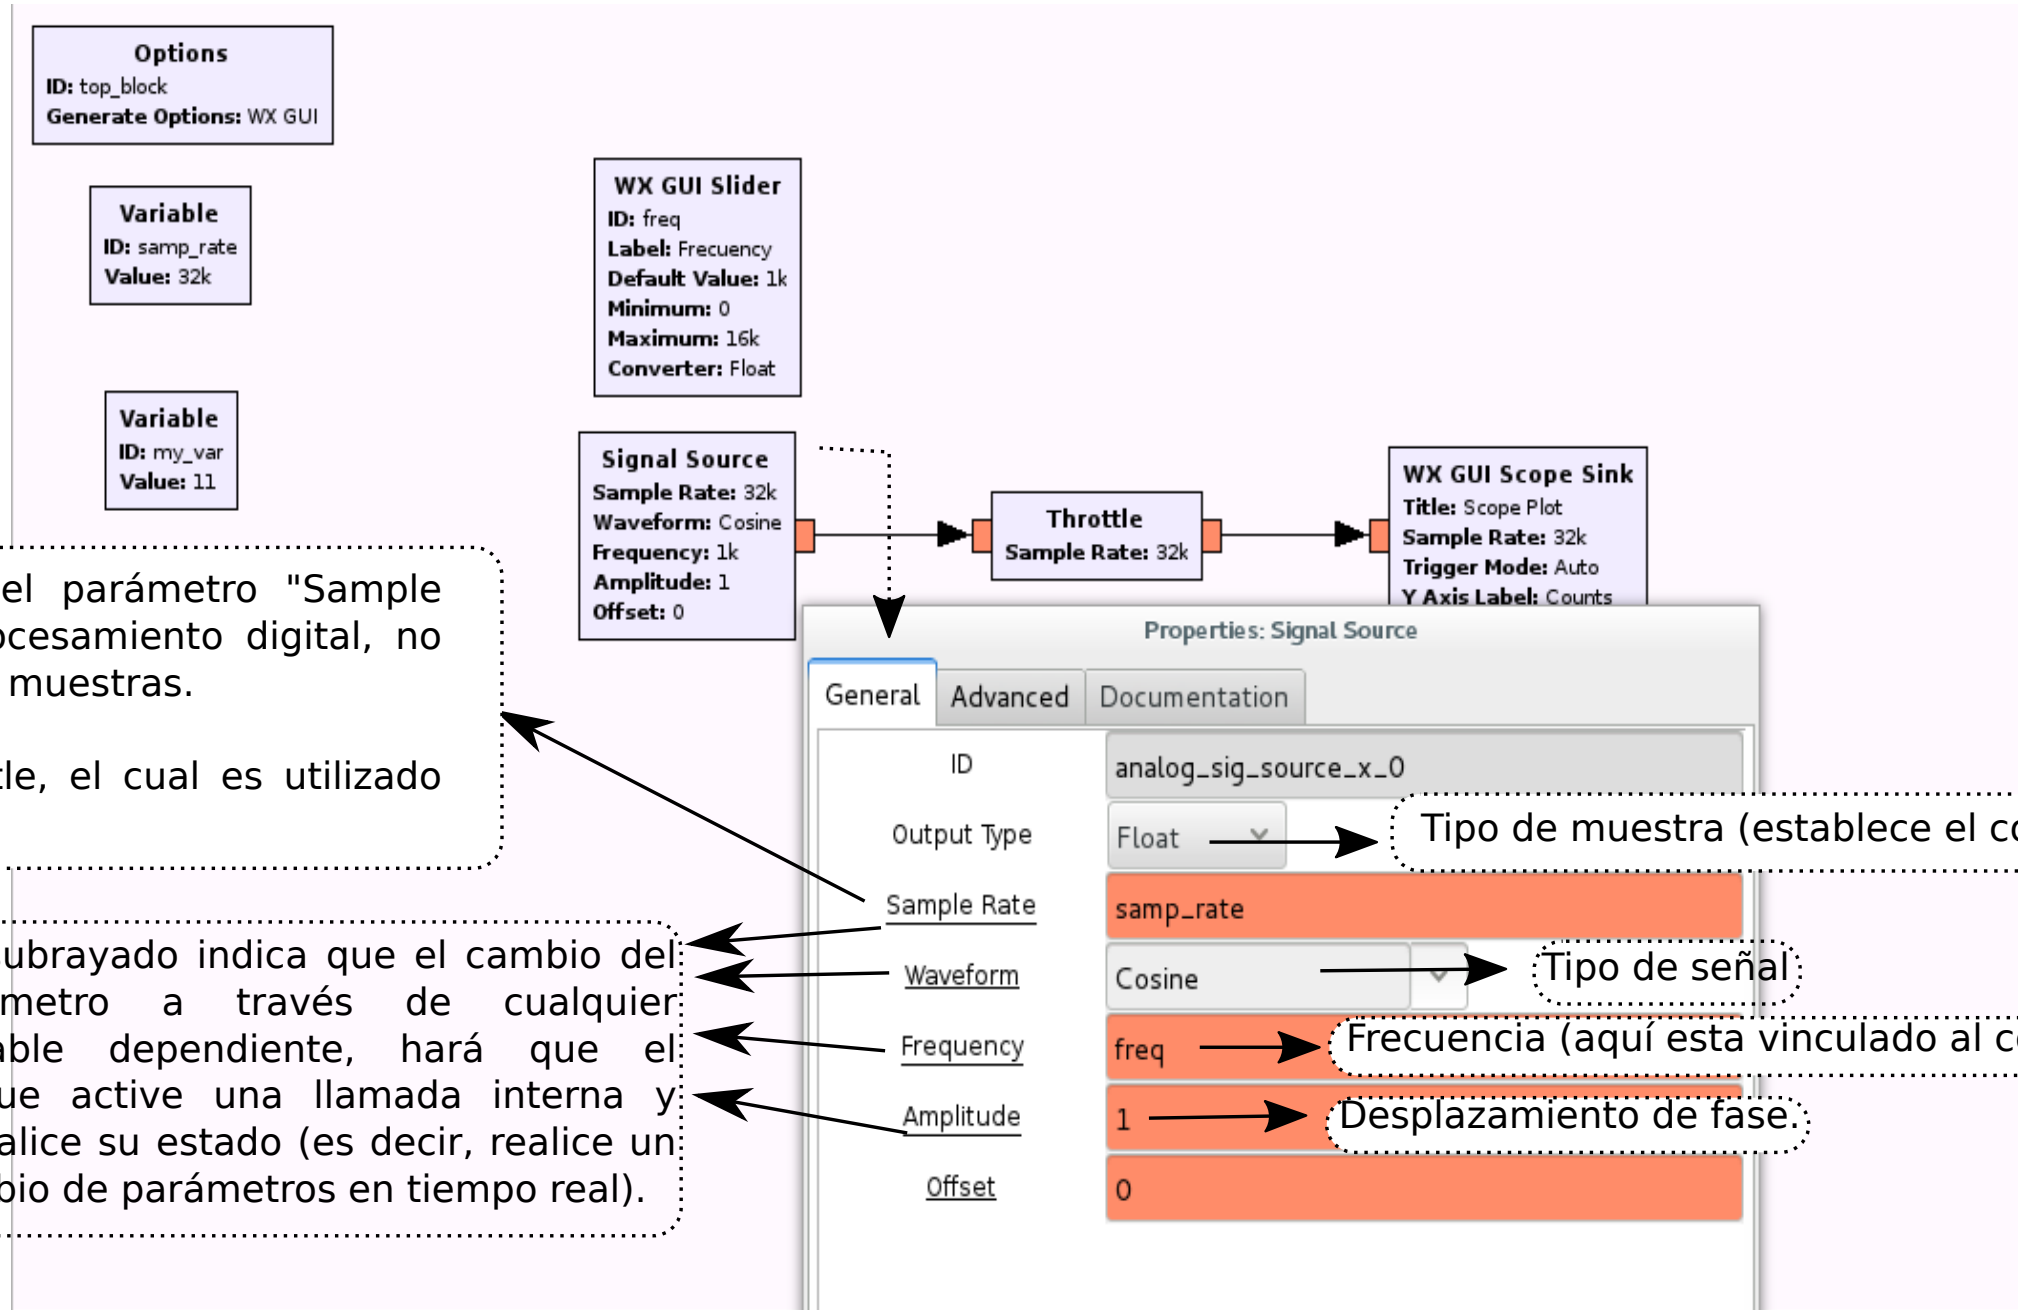 Options
ID: top_block
Generate Options: WX GUI
Variable
ID: samp_rate
Value: 32k
WX GUI Slider
ID: freq
Label: Frecuency
Default Value: 1k
Minimum: 0
Maximum: 16k
Converter: Float
Variable
ID: my_var
Value: 11
Signal Source
Sample Rate: 32k
Waveform: Cosine
Frequency: 1k
Amplitude: 1
Offset: 0
Throttle
Sample Rate: 32k
WX GUI Scope Sink
Title: Scope Plot
Sample Rate: 32k
Trigger Mode: Auto
Y Axis Label: Counts
el parámetro "Sample
ocesamiento digital, no
muestras.
tle, el cual es utilizado
subrayado indica que el cambio del
metro a través de cualquier
able dependiente, hará que el
ue active una llamada interna y
alice su estado (es decir, realice un
bio de parámetros en tiempo real).
Properties: Signal Source
General Advanced Documentation
ID analog_sig_source_x_0
Output Type Float Tipo de muestra (establece el co
Sample Rate samp_rate
Waveform Cosine Tipo de señal
Frequency freq Frecuencia (aquí esta vinculado al c
Amplitude 1 Desplazamiento de fase.
Offset 0